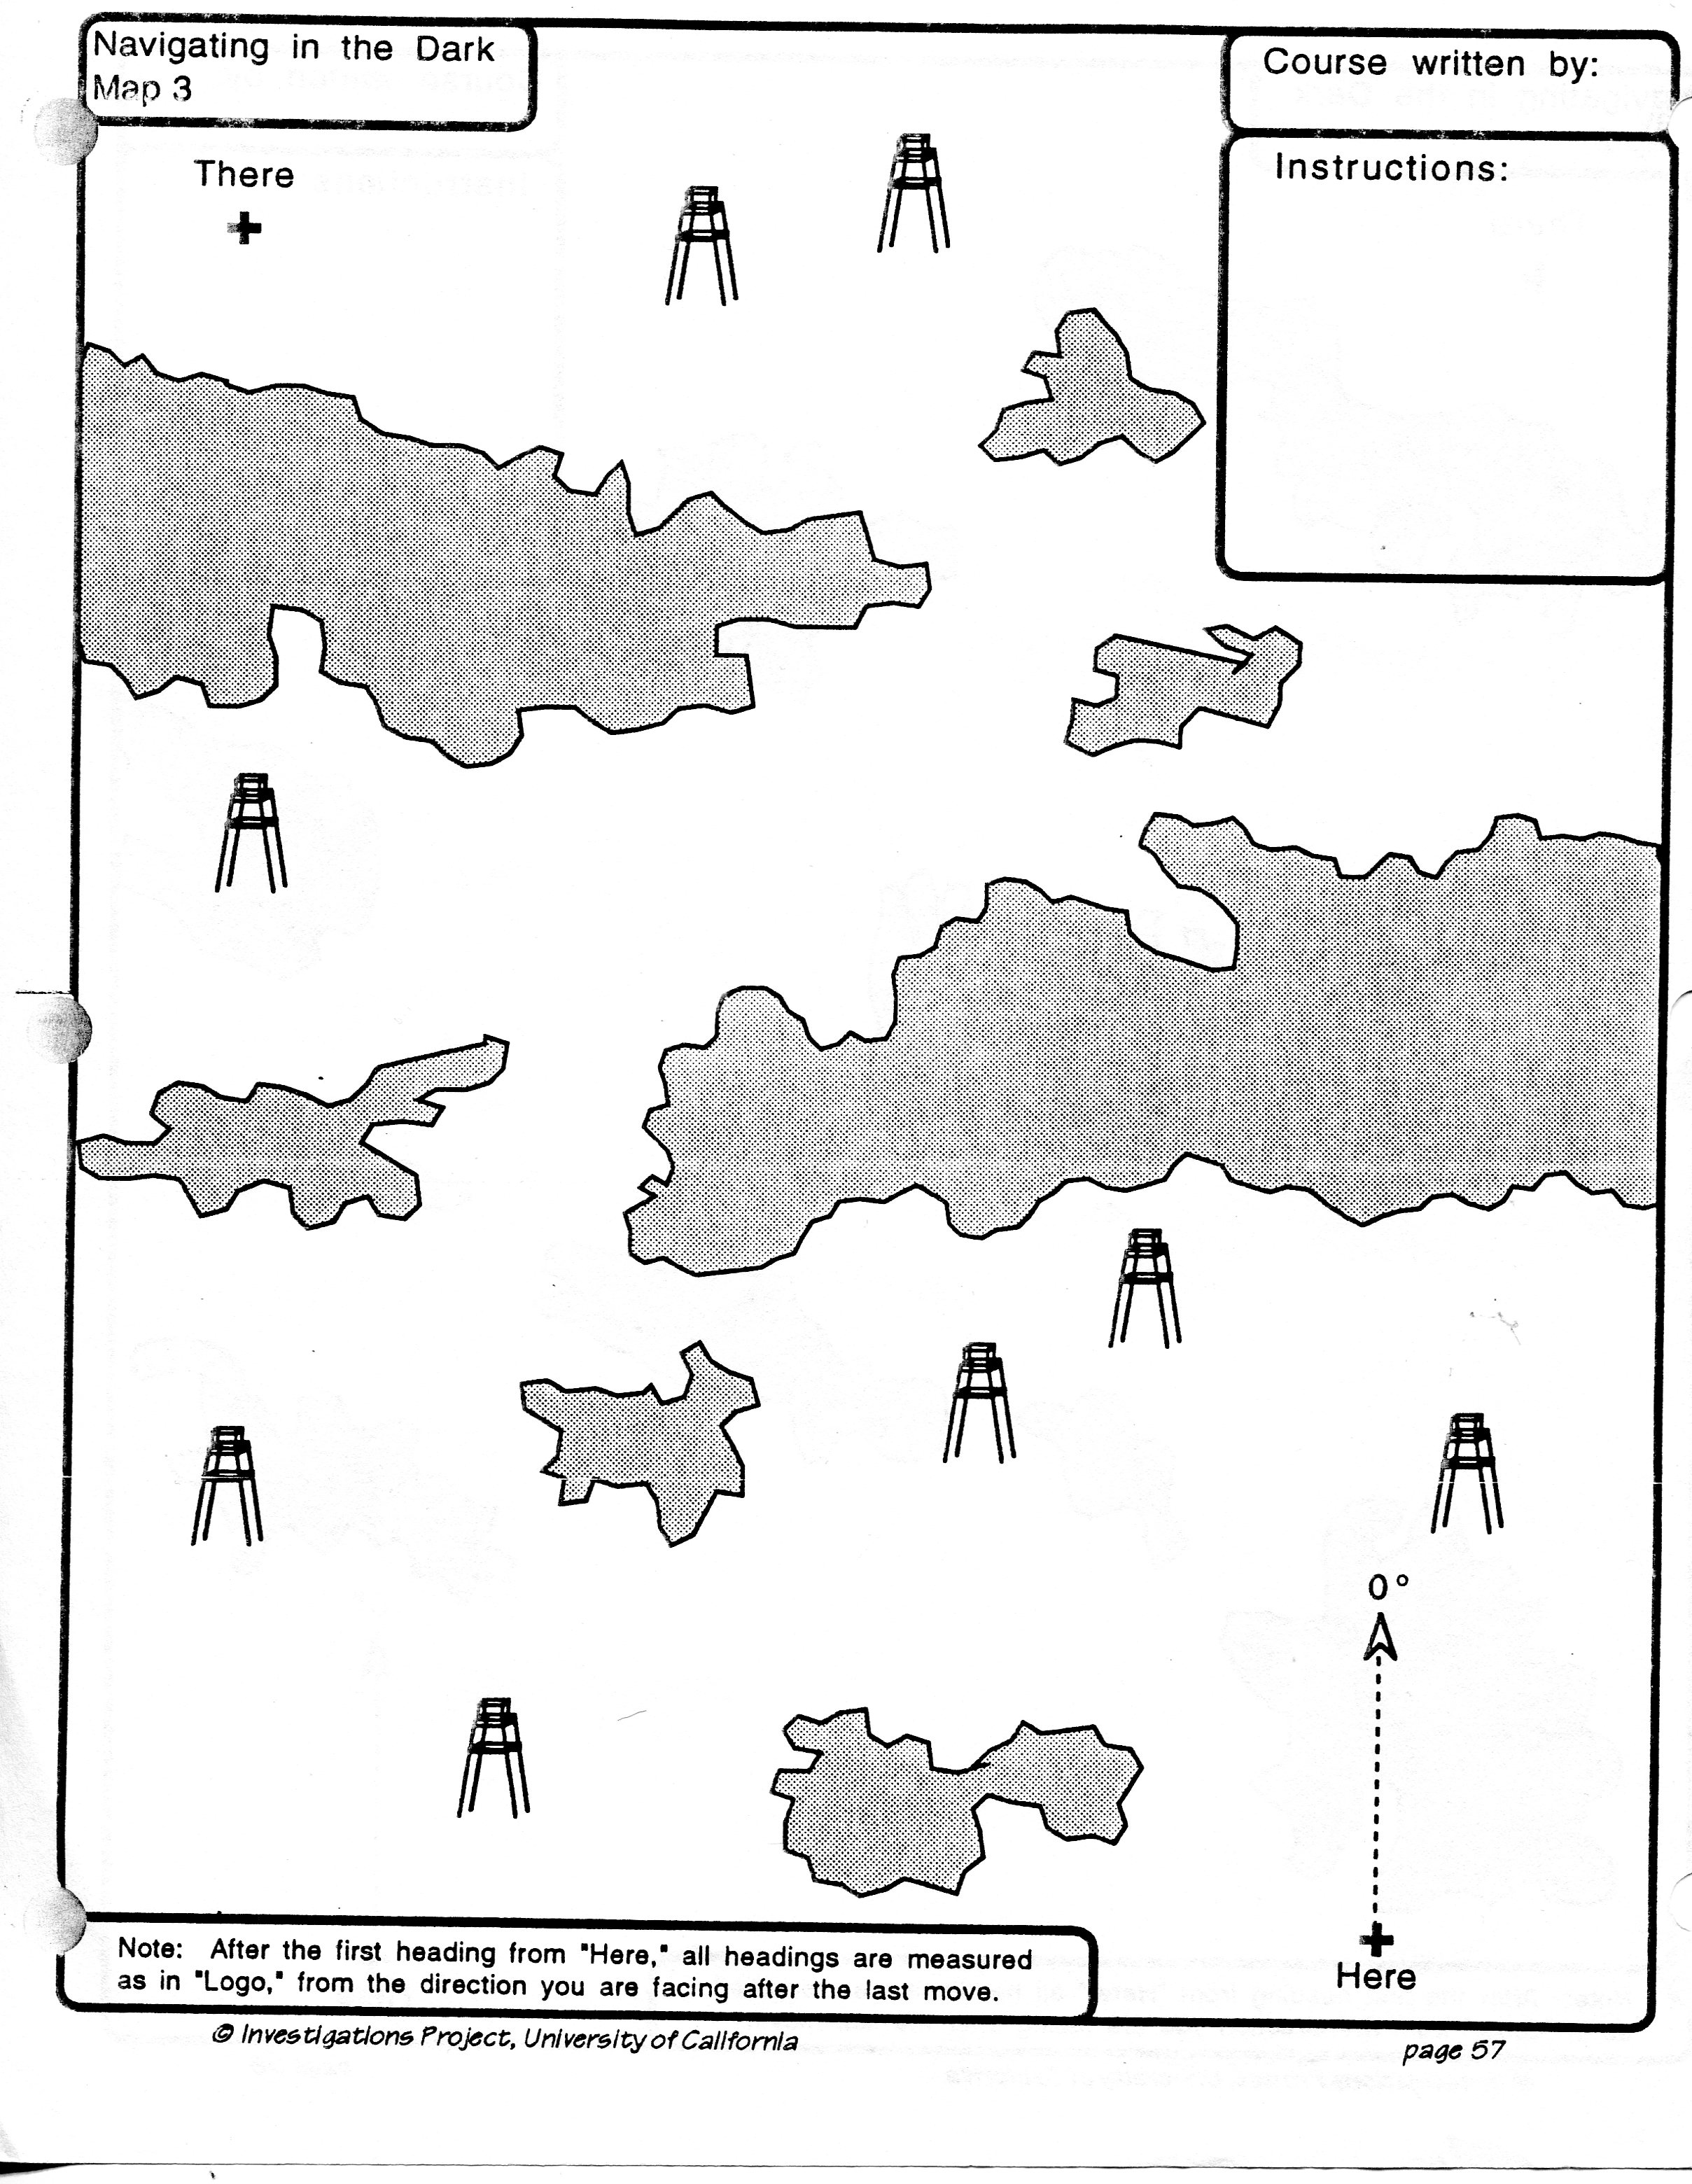 Navigating in the Dark
Map 3
Course written by:
Instructions:
There
0°
Here
Note: After the first heading from "Here," all headings are measured
as in "Logo," from the direction you are facing after the last move.
© Investigations Project, University of California
page 57